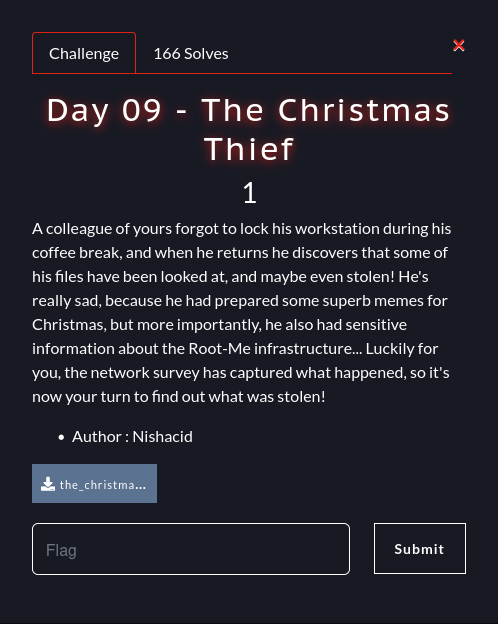 Challenge
166 Solves
Day 09 - The Christmas
Thief
1
A colleague of yours forgot to lock his workstation during his
coffee break, and when he returns he discovers that some of
his files have been looked at, and maybe even stolen! He's
really sad, because he had prepared some superb memes for
Christmas, but more importantly, he also had sensitive
information about the Root-Me infrastructure... Luckily for
you, the network survey has captured what happened, so it's
now your turn to find out what was stolen!
• Author : Nishacid
the_christma...
Flag
Submit